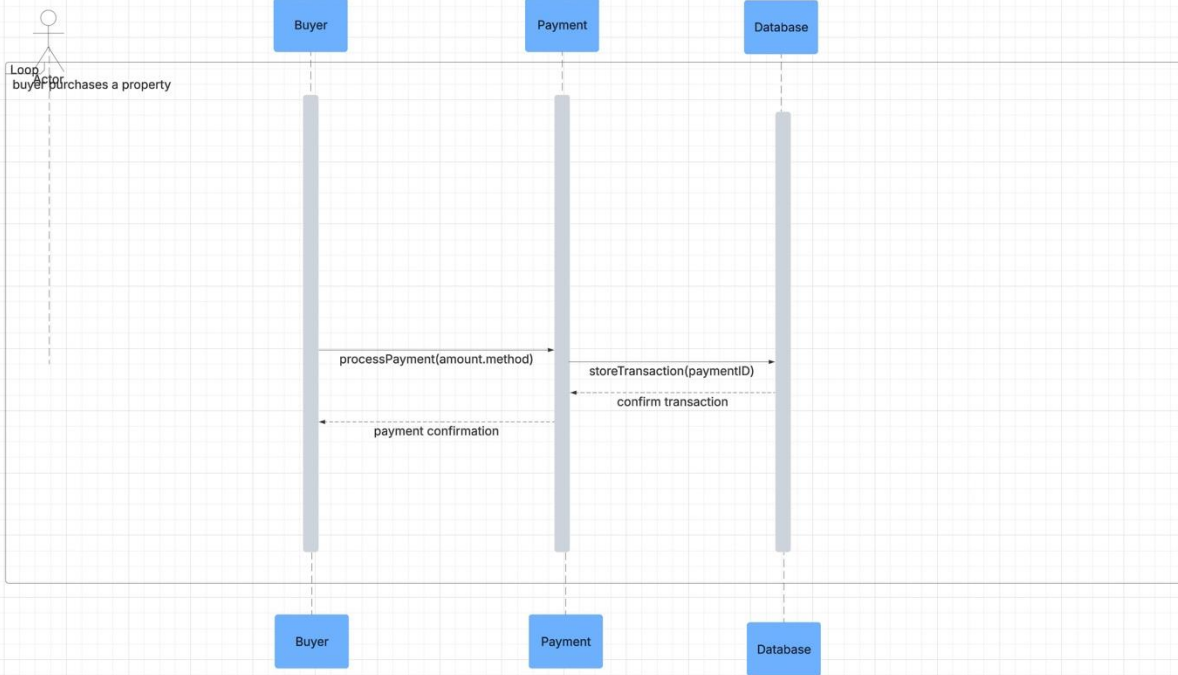 Buyer
Payment
Database
Loop
Actor
buyer purchases a property
processPayment(amount.method)
storeTransaction(paymentID)
confirm transaction
payment confirmation
Buyer
Payment
Database